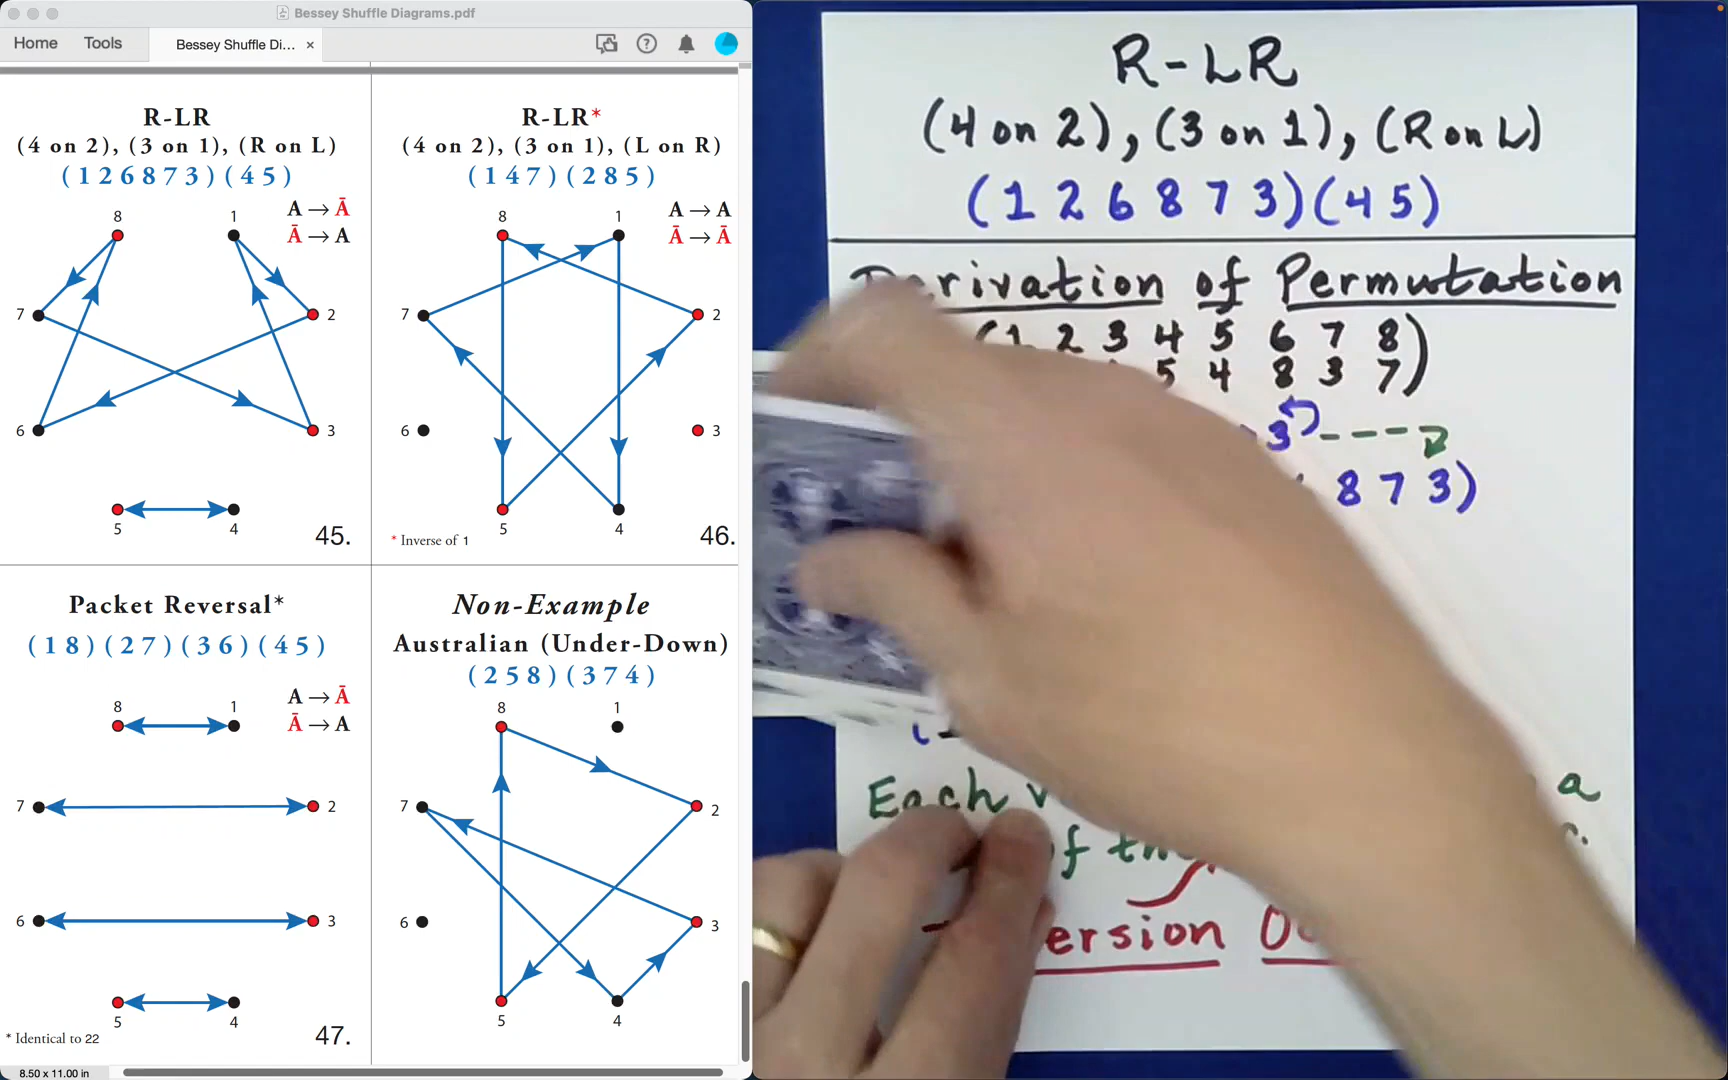 Bessey Shuffle Diagrams.pdf
Home Tools Bessey Shuffle Di... ×
R-LR
(4 on 2), (3 on 1), (R on L)
(1 2 6 8 7 3)(4 5)
A → Ā
Ā → A
8 1
7 2
6 3
5 4
45.
R-LR*
(4 on 2), (3 on 1), (L on R)
(1 4 7)(2 8 5)
A → A
Ā → Ā
8 1
7 2
6 3
5 4
* Inverse of 1
46.
Packet Reversal*
(1 8)(2 7)(3 6)(4 5)
A → Ā
Ā → A
8 1
7 2
6 3
5 4
* Identical to 22
47.
Non-Example
Australian (Under-Down)
(2 5 8)(3 7 4)
8 1
7 2
6 3
5 4
8.50 x 11.00 in
R-LR
(4 on 2), (3 on 1), (R on L)
(1 2 6 8 7 3)(4 5)
Derivation of Permutation
(1 2 3 4 5 6 7 8)
5 4 8 3 7)
3
8 7 3)
Each
a
of